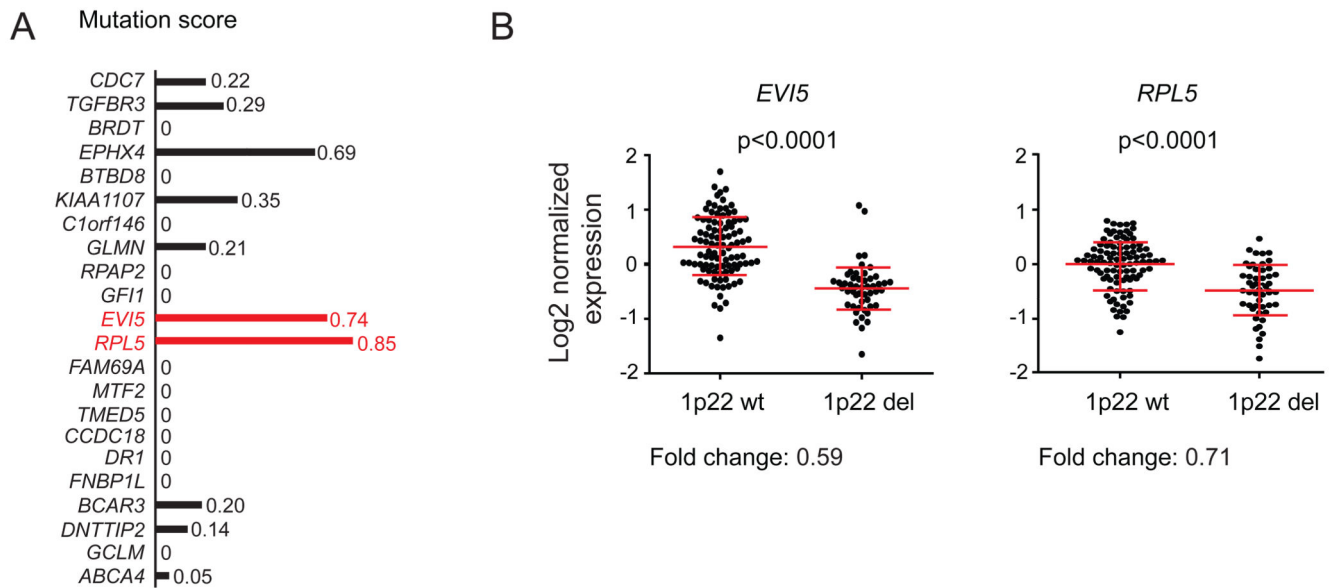 A
Mutation score
CDC7 0.22
TGFBR3 0.29
BRDT 0
EPHX4 0.69
BTBD8 0
KIAA1107 0.35
C1orf146 0
GLMN 0.21
RPAP2 0
GFI1 0
EVI5 0.74
RPL5 0.85
FAM69A 0
MTF2 0
TMED5 0
CCDC18 0
DR1 0
FNBP1L 0
BCAR3 0.20
DNTTIP2 0.14
GCLM 0
ABCA4 0.05
B
EVI5
p<0.0001
Log2 normalized
expression
2
1
0
-1
-2
1p22 wt 1p22 del
Fold change: 0.59
RPL5
p<0.0001
2
1
0
-1
-2
1p22 wt 1p22 del
Fold change: 0.71